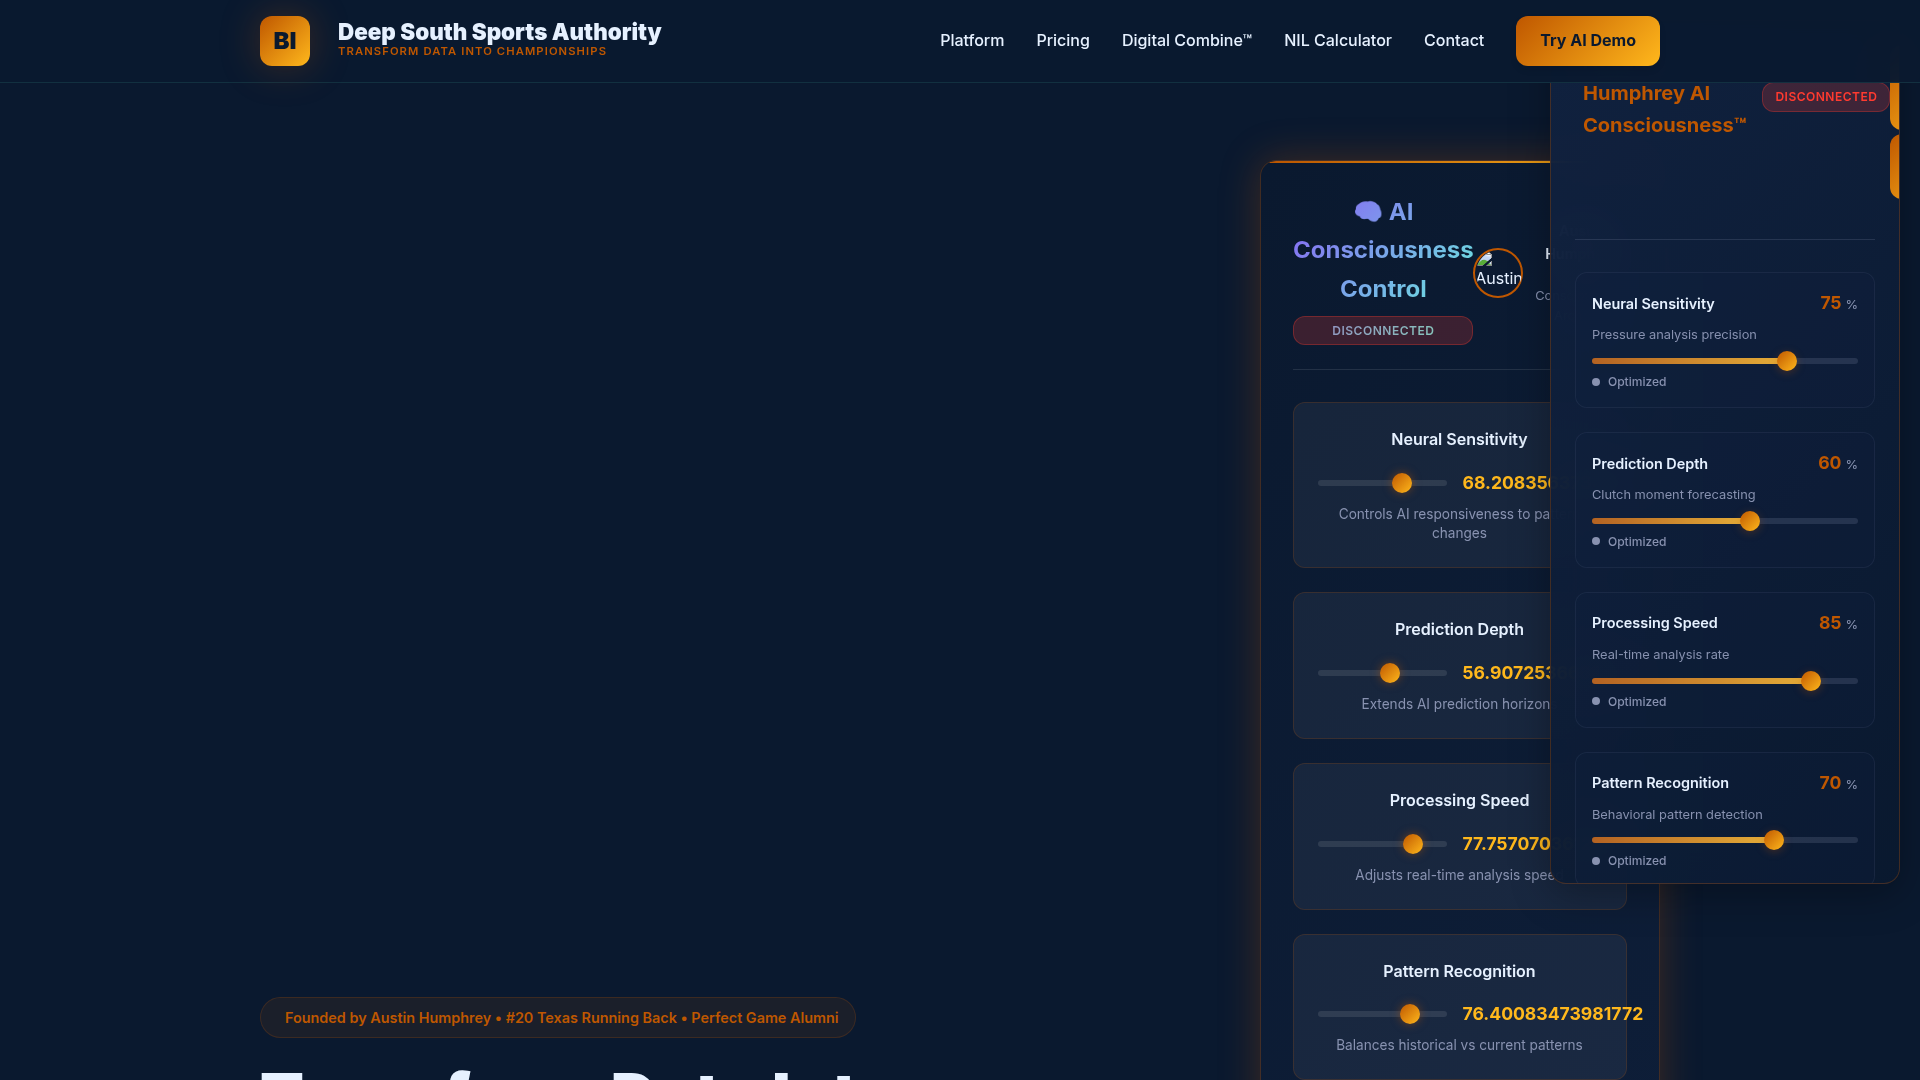 BI
Deep South Sports Authority
TRANSFORM DATA INTO CHAMPIONSHIPS
Platform
Pricing
Digital Combine™
NIL Calculator
Contact
Try AI Demo
Humphrey AI
Consciousness™
DISCONNECTED
🧠 AI
Consciousness
Control
DISCONNECTED
Austin
Neural Sensitivity
68.20835
Controls AI responsiveness to
changes
Prediction Depth
56.90725
Extends AI prediction horizon
Processing Speed
77.757070
Adjusts real-time analysis
Pattern Recognition
76.40083473981772
Balances historical vs current patterns
Neural Sensitivity
75 %
Pressure analysis precision
Optimized
Prediction Depth
60 %
Clutch moment forecasting
Optimized
Processing Speed
85 %
Real-time analysis rate
Optimized
Pattern Recognition
70 %
Behavioral pattern detection
Optimized
Founded by Austin Humphrey • #20 Texas Running Back • Perfect Game Alumni